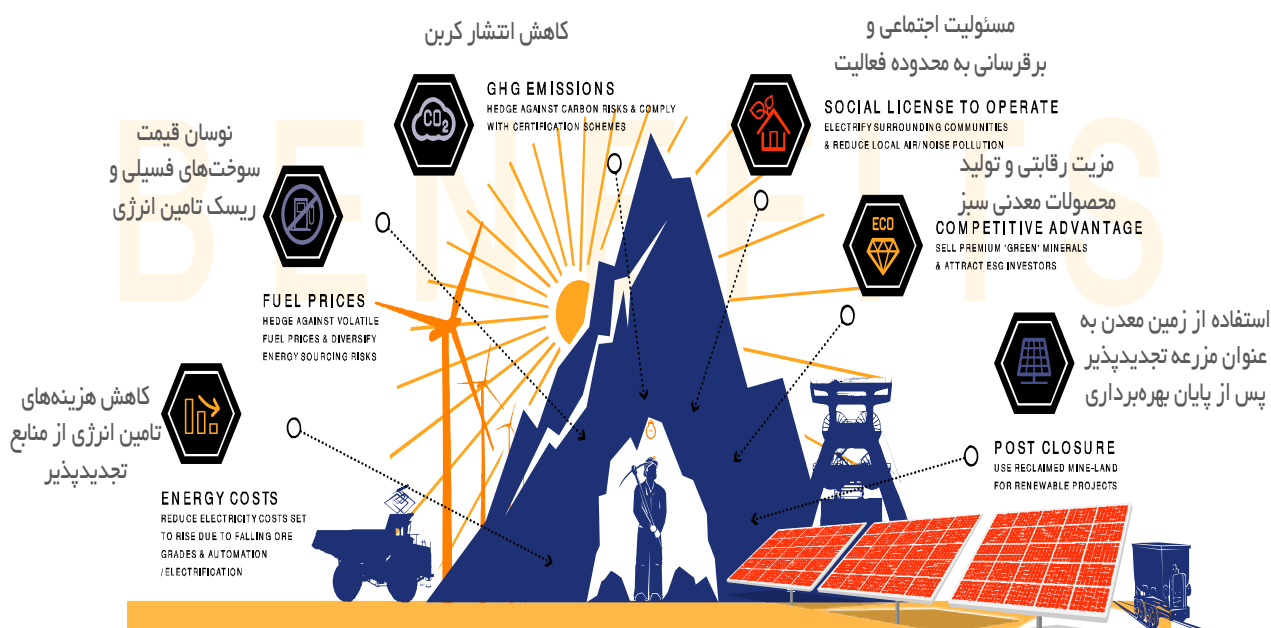 BENEFITS
کاهش انتشار کربن
CO2
GHG EMISSIONS
HEDGE AGAINST CARBON RISKS & COMPLY
WITH CERTIFICATION SCHEMES
مسئولیت اجتماعی و
برقرسانی به محدوده فعالیت
SOCIAL LICENSE TO OPERATE
ELECTRIFY SURROUNDING COMMUNITIES
& REDUCE LOCAL AIR/NOISE POLLUTION
نوسان قیمت
سوخت‌های فسیلی و
ریسک تامین انرژی
FUEL PRICES
HEDGE AGAINST VOLATILE
FUEL PRICES & DIVERSIFY
ENERGY SOURCING RISKS
مزیت رقابتی و تولید
محصولات معدنی سبز
ECO
COMPETITIVE ADVANTAGE
SELL PREMIUM 'GREEN' MINERALS
& ATTRACT ESG INVESTORS
استفاده از زمین معدن به
عنوان مزرعه تجدیدپذیر
پس از پایان بهره‌برداری
POST CLOSURE
USE RECLAIMED MINE-LAND
FOR RENEWABLE PROJECTS
کاهش هزینه‌های
تامین انرژی از منابع
تجدیدپذیر
ENERGY COSTS
REDUCE ELECTRICITY COSTS SET
TO RISE DUE TO FALLING ORE
GRADES & AUTOMATION
/ELECTRIFICATION